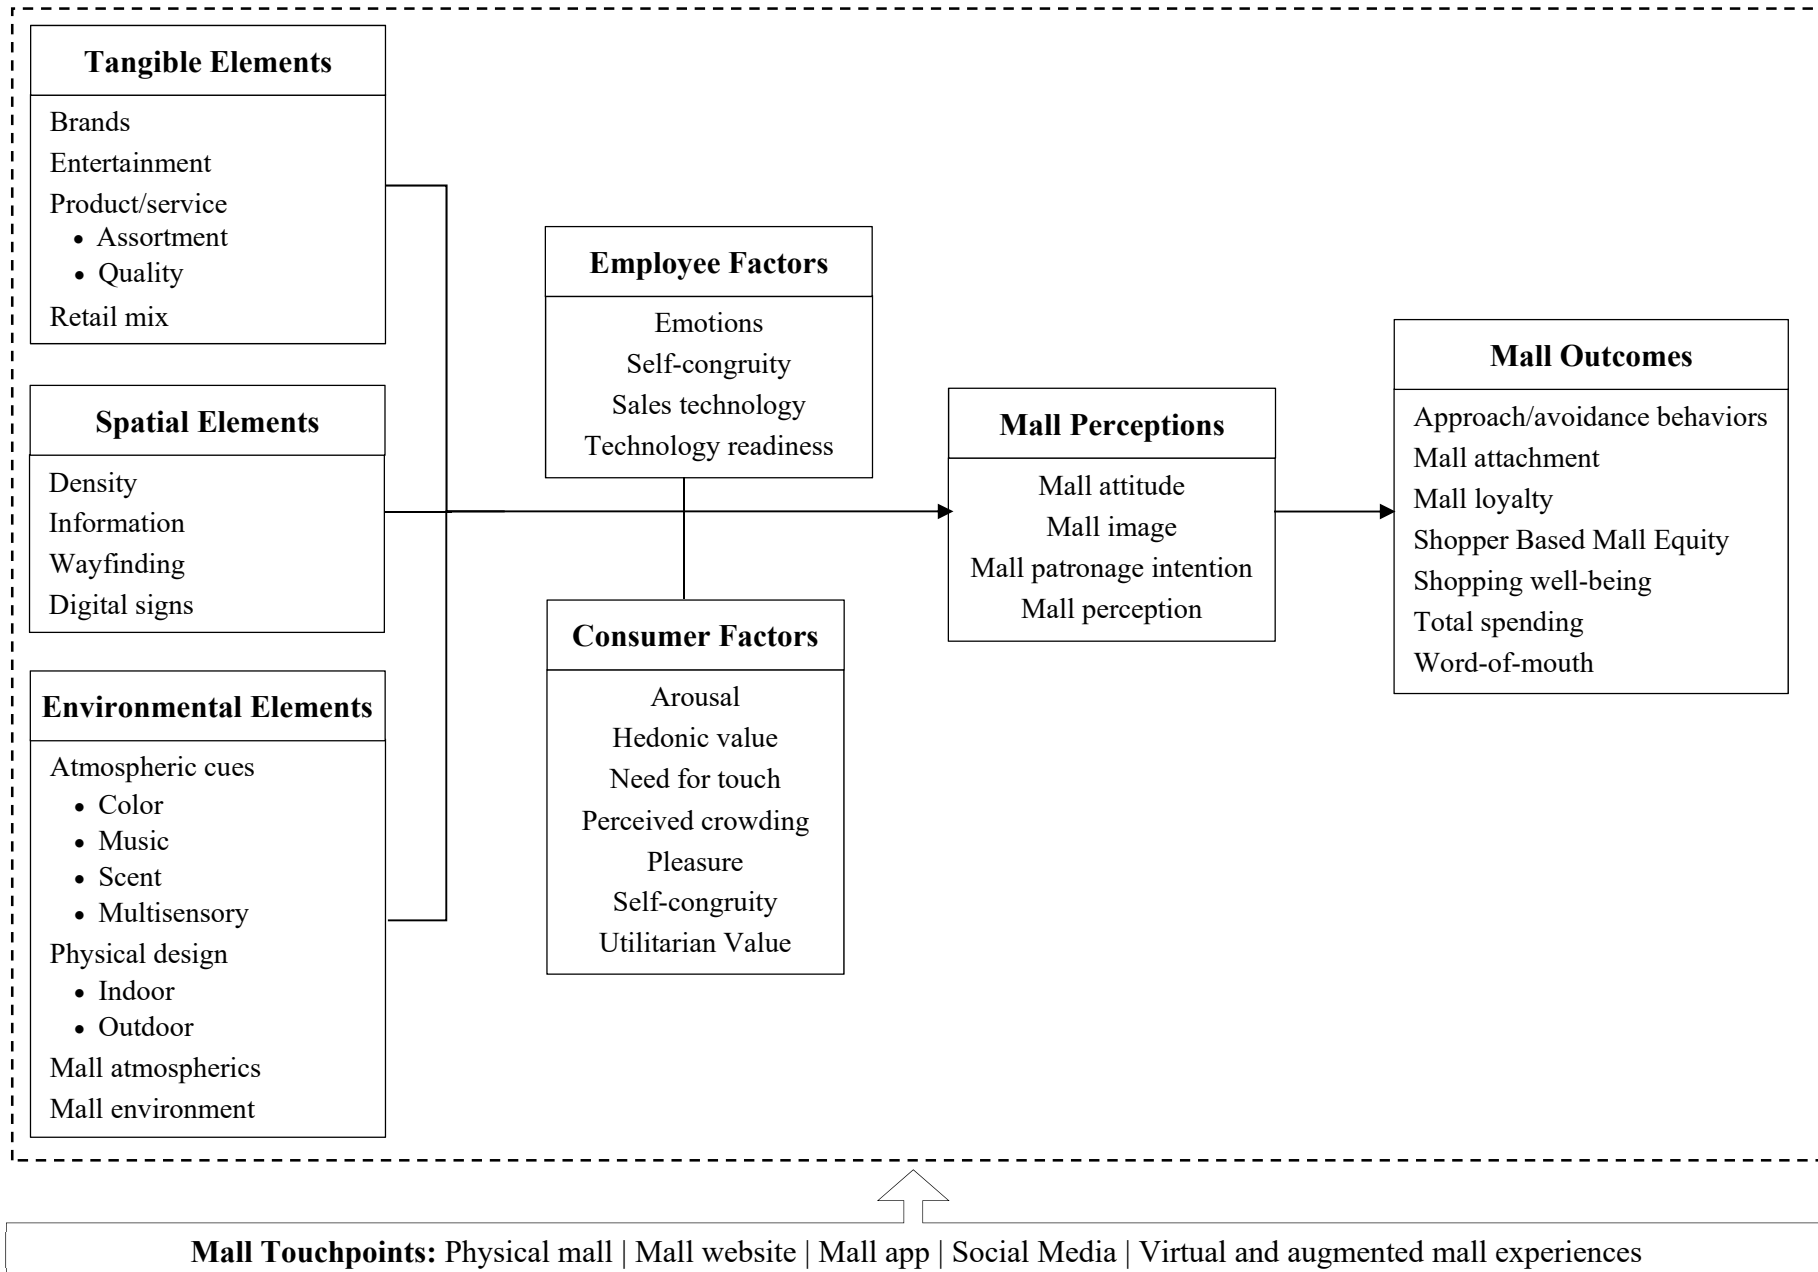 Tangible Elements
Brands
Entertainment
Product/service
• Assortment
• Quality
Retail mix
Spatial Elements
Density
Information
Wayfinding
Digital signs
Environmental Elements
Atmospheric cues
• Color
• Music
• Scent
• Multisensory
Physical design
• Indoor
• Outdoor
Mall atmospherics
Mall environment
Employee Factors
Emotions
Self-congruity
Sales technology
Technology readiness
Consumer Factors
Arousal
Hedonic value
Need for touch
Perceived crowding
Pleasure
Self-congruity
Utilitarian Value
Mall Perceptions
Mall attitude
Mall image
Mall patronage intention
Mall perception
Mall Outcomes
Approach/avoidance behaviors
Mall attachment
Mall loyalty
Shopper Based Mall Equity
Shopping well-being
Total spending
Word-of-mouth
Mall Touchpoints: Physical mall | Mall website | Mall app | Social Media | Virtual and augmented mall experiences